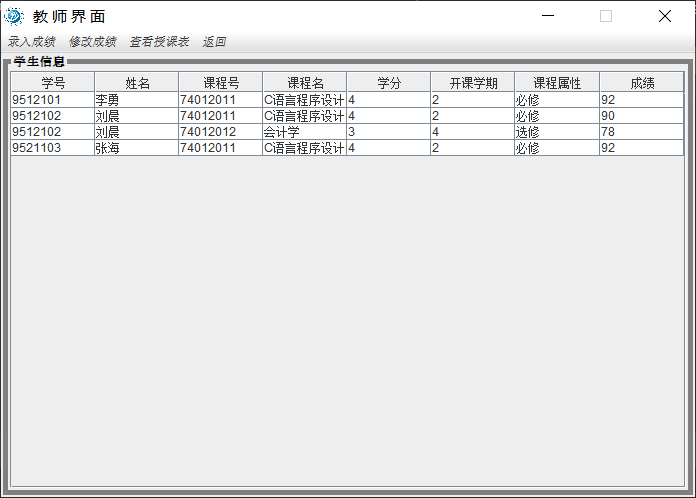 教师界面
录入成绩 修改成绩 查看授课表 返回
学生信息
学号 姓名 课程号 课程名 学分 开课学期 课程属性 成绩
9512101 李勇 74012011 C语言程序设计 4 2 必修 92
9512102 刘晨 74012011 C语言程序设计 4 2 必修 90
9512102 刘晨 74012012 会计学 3 4 选修 78
9521103 张海 74012011 C语言程序设计 4 2 必修 92